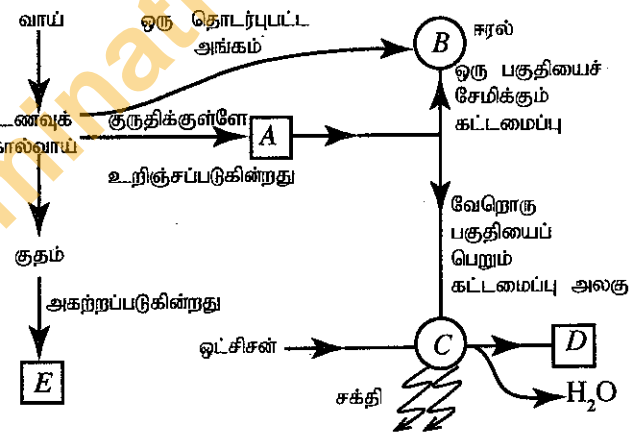 வாய்
ஒரு தொடர்புபட்ட
அங்கம்
B ஈரல்
ஒரு பகுதியைச்
சேமிக்கும்
கட்டமைப்பு
ணவுக்
கால்வாய்
குருதிக்குள்ளே
A
உறிஞ்சப்படுகின்றது
வேறொரு
பகுதியைப்
பெறும்
கட்டமைப்பு அலகு
குதம்
அகற்றப்படுகின்றது
E
ஒட்சிசன்
C
D
சக்தி
H₂O